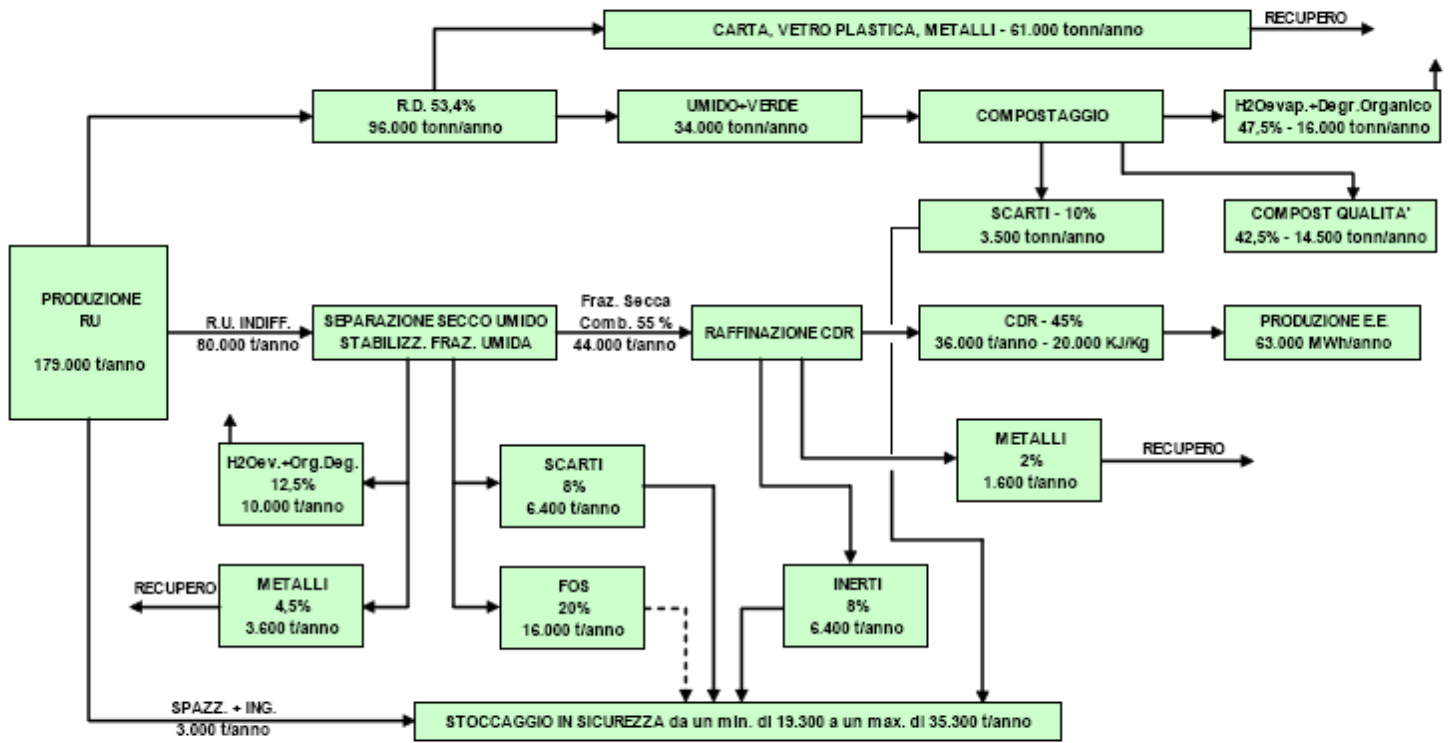 RECUPERO
CARTA, VETRO PLASTICA, METALLI - 61.000 tonn/anno
R.D. 53,4%
96.000 tonn/anno
UMIDO+VERDE
34.000 tonn/anno
COMPOSTAGGIO
H2Oevap.+Degr.Organico
47,5% - 16.000 tonn/anno
SCARTI - 10%
3.500 tonn/anno
COMPOST QUALITA'
42,5% - 14.500 tonn/anno
PRODUZIONE
RU
179.000 t/anno
R.U. INDIFF.
80.000 t/anno
SEPARAZIONE SECCO UMIDO
STABILIZZ. FRAZ. UMIDA
Fraz. Secca
Comb. 55 %
44.000 t/anno
RAFFINAZIONE CDR
CDR - 45%
36.000 t/anno - 20.000 KJ/Kg
PRODUZIONE E.E.
63.000 MWh/anno
H2Oev.+Org.Deg.
12,5%
10.000 t/anno
SCARTI
8%
6.400 t/anno
METALLI
2%
1.600 t/anno
RECUPERO
RECUPERO
METALLI
4,5%
3.600 t/anno
FOS
20%
16.000 t/anno
INERTI
8%
6.400 t/anno
SPAZZ. + ING.
3.000 t/anno
STOCCAGGIO IN SICUREZZA da un min. di 19.300 a un max. di 35.300 t/anno